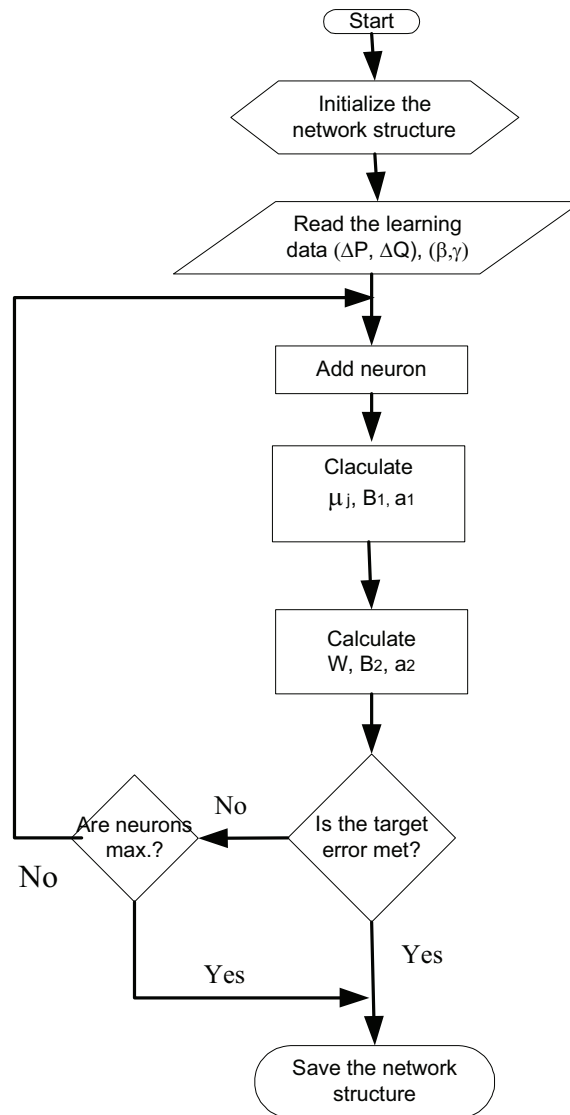 Start
Initialize the
network structure
Read the learning
data (ΔP, ΔQ), (β,γ)
Add neuron
Claculate
μj, B1, a1
Calculate
W, B2, a2
Is the target
error met?
No
Are neurons
max.?
No
Yes
Yes
Save the network
structure